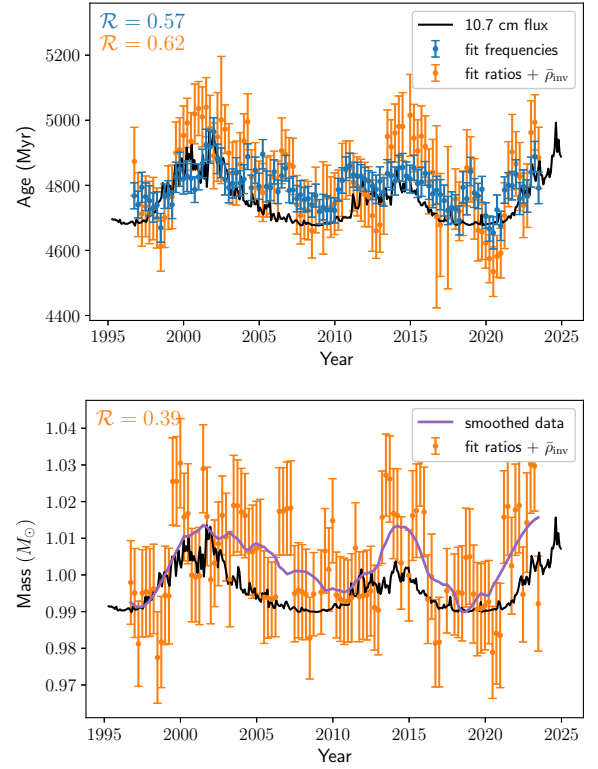 ℛ = 0.57
ℛ = 0.62
10.7 cm flux
fit frequencies
fit ratios + ρ̄inv
5200
5000
4800
4600
4400
Age (Myr)
1995 2000 2005 2010 2015 2020 2025
Year
ℛ = 0.39
smoothed data
fit ratios + ρ̄inv
1.04
1.03
1.02
1.01
1.00
0.99
0.98
0.97
Mass (M⊙)
1995 2000 2005 2010 2015 2020 2025
Year